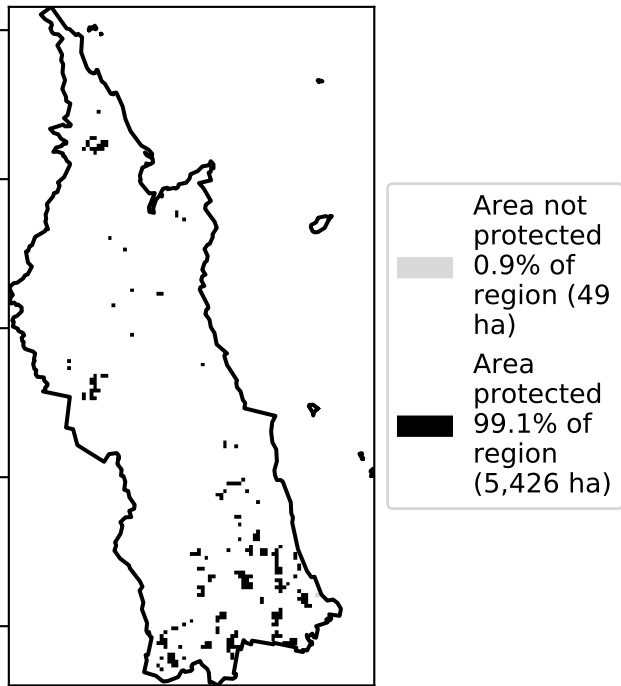 Area not
protected
0.9% of
region (49
ha)
Area
protected
99.1% of
region
(5,426 ha)